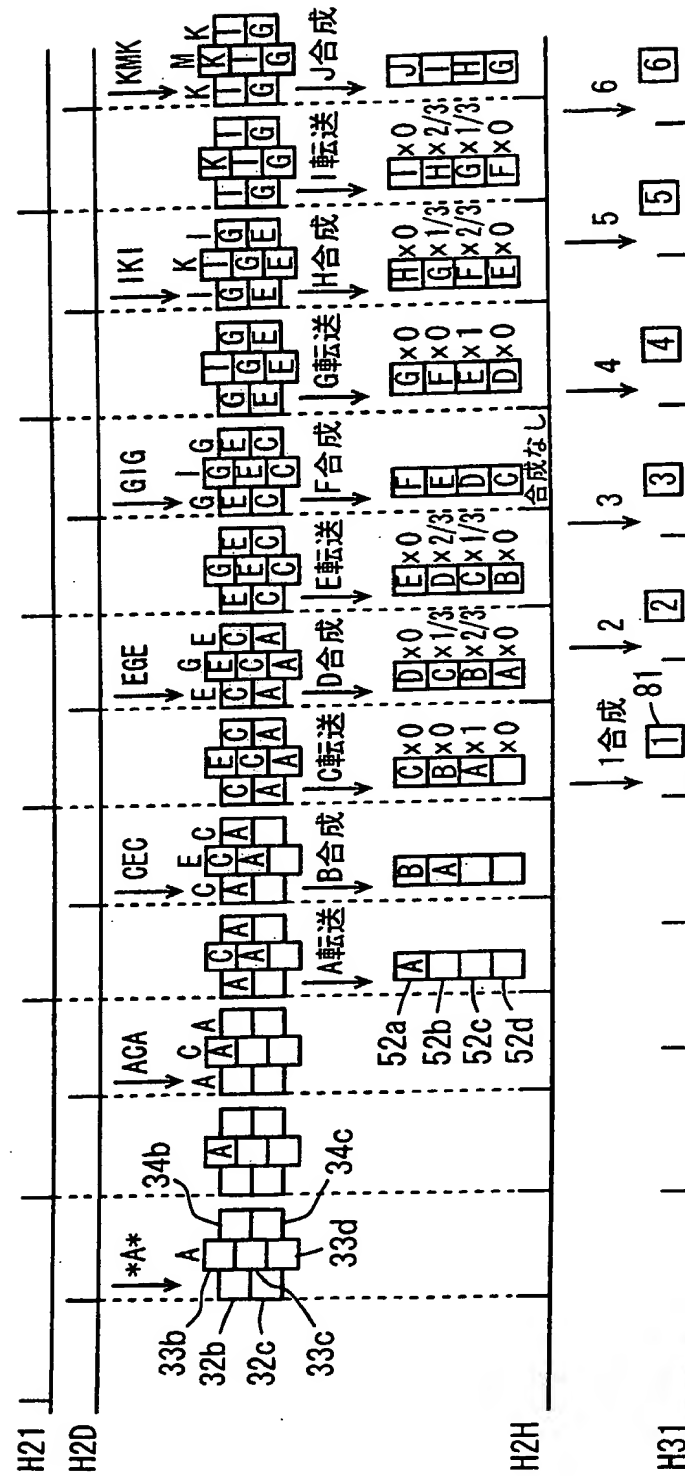 H21
H2D
*A* ACA CEC EGE GIG IKI KMK
A A C A C E C E G E G I G I K I K M K
A A C E E G G I I K K
A A A A A C C C C C C E E E E E E G G G G G G I I I I I I
A A A A A C C C C C C E E E E E E G G G G
A A C C E E G G
33b 32b 32c 33c 33d 34b 34c
A転送 B合成 C転送 D合成 E転送 F合成 G転送 H合成 I転送 J合成
52a A B C×0 D×0 E×0 F G×0 H×0 I×0 J
52b A B×0 C×1/3 D×2/3 E F×0 G×1/3 H×2/3 I
52c A×1 B×2/3 C×1/3 D E×1 F×2/3 G×1/3 H
52d ×0 A×0 B×0 C D×0 E×0 F×0 G
合成なし
H2H
1合成 2 3 4 5 6
1 2 3 4 5 6
81
H31